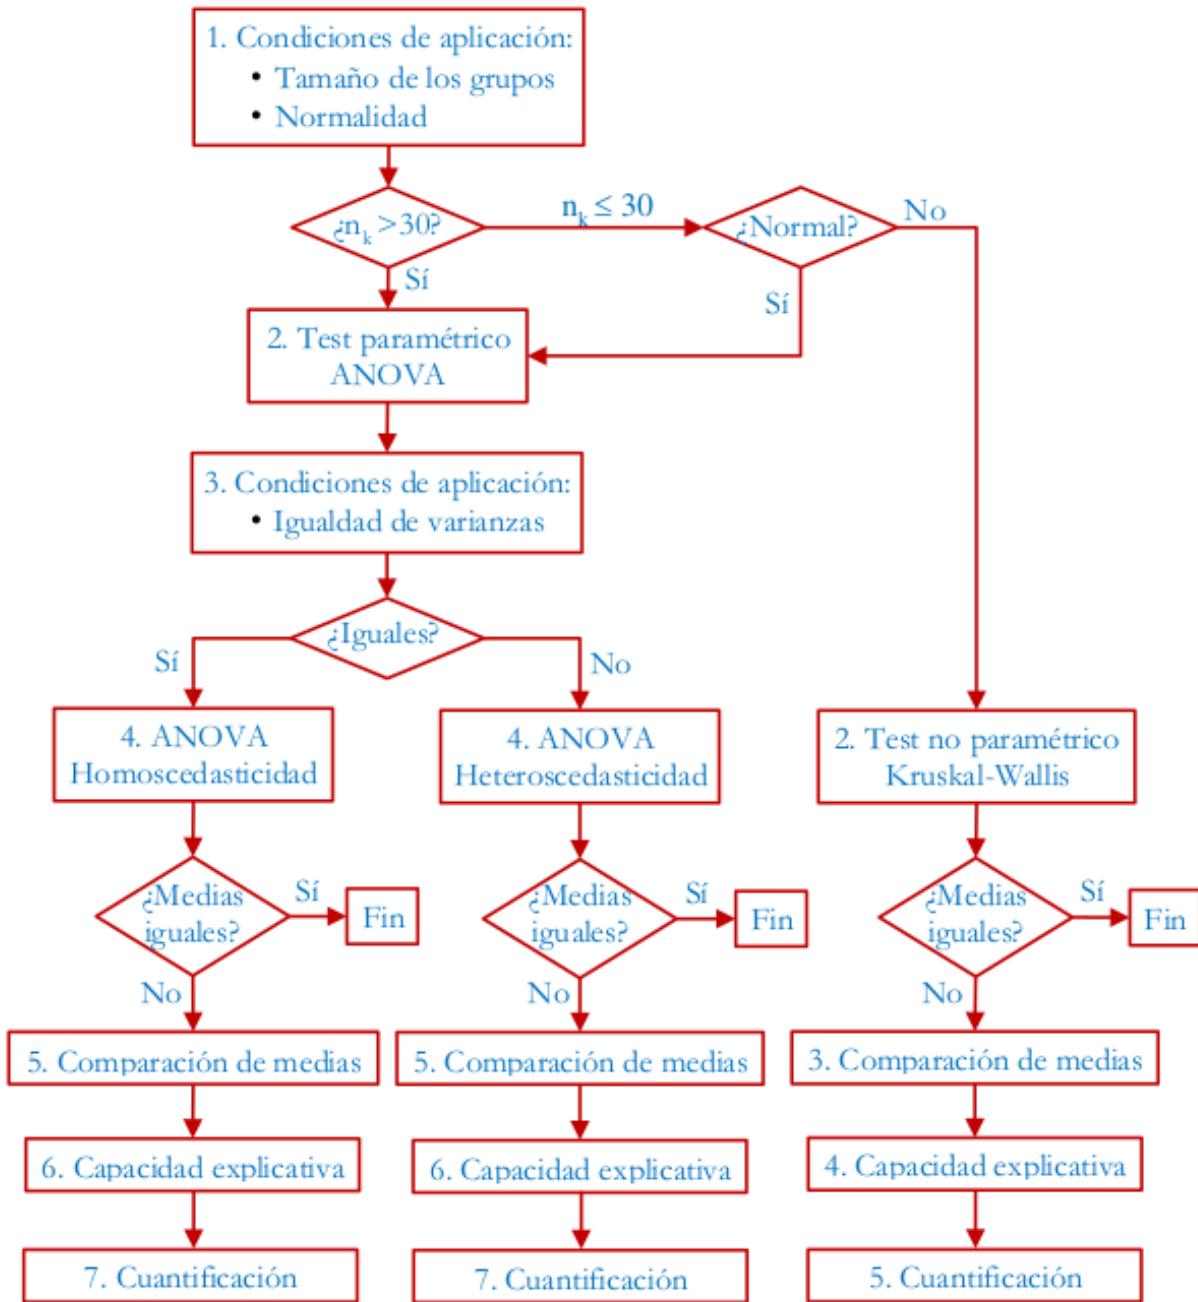 1. Condiciones de aplicación:
• Tamaño de los grupos
• Normalidad
¿nₖ >30?
nₖ ≤ 30
¿Normal?
No
Sí
Sí
2. Test paramétrico
ANOVA
3. Condiciones de aplicación:
• Igualdad de varianzas
¿Iguales?
Sí
No
4. ANOVA
Homoscedasticidad
4. ANOVA
Heteroscedasticidad
2. Test no paramétrico
Kruskal-Wallis
¿Medias
iguales?
Sí
Fin
No
¿Medias
iguales?
Sí
Fin
No
¿Medias
iguales?
Sí
Fin
No
5. Comparación de medias
5. Comparación de medias
3. Comparación de medias
6. Capacidad explicativa
6. Capacidad explicativa
4. Capacidad explicativa
7. Cuantificación
7. Cuantificación
5. Cuantificación